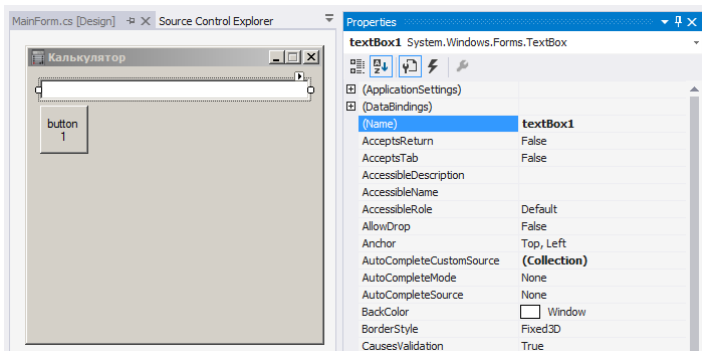 MainForm.cs [Design]
Source Control Explorer
Калькулятор
button
1
Properties
textBox1 System.Windows.Forms.TextBox
(ApplicationSettings)
(DataBindings)
(Name) textBox1
AcceptsReturn False
AcceptsTab False
AccessibleDescription
AccessibleName
AccessibleRole Default
AllowDrop False
Anchor Top, Left
AutoCompleteCustomSource (Collection)
AutoCompleteMode None
AutoCompleteSource None
BackColor Window
BorderStyle Fixed3D
CausesValidation True